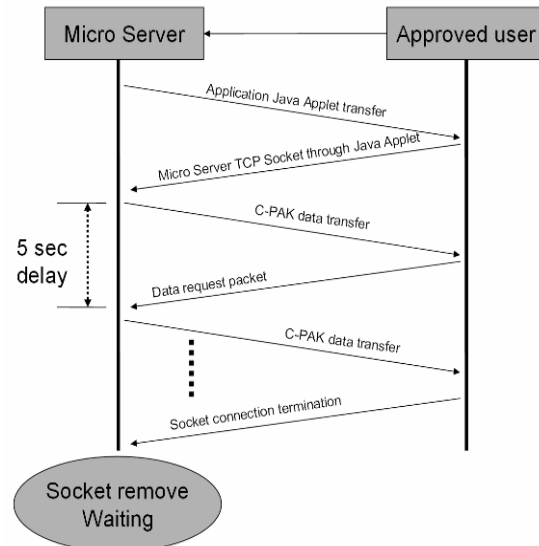 Micro Server
Approved user
Application Java Applet transfer
Micro Server TCP Socket through Java Applet
C-PAK data transfer
5 sec
delay
Data request packet
C-PAK data transfer
Socket connection termination
Socket remove
Waiting